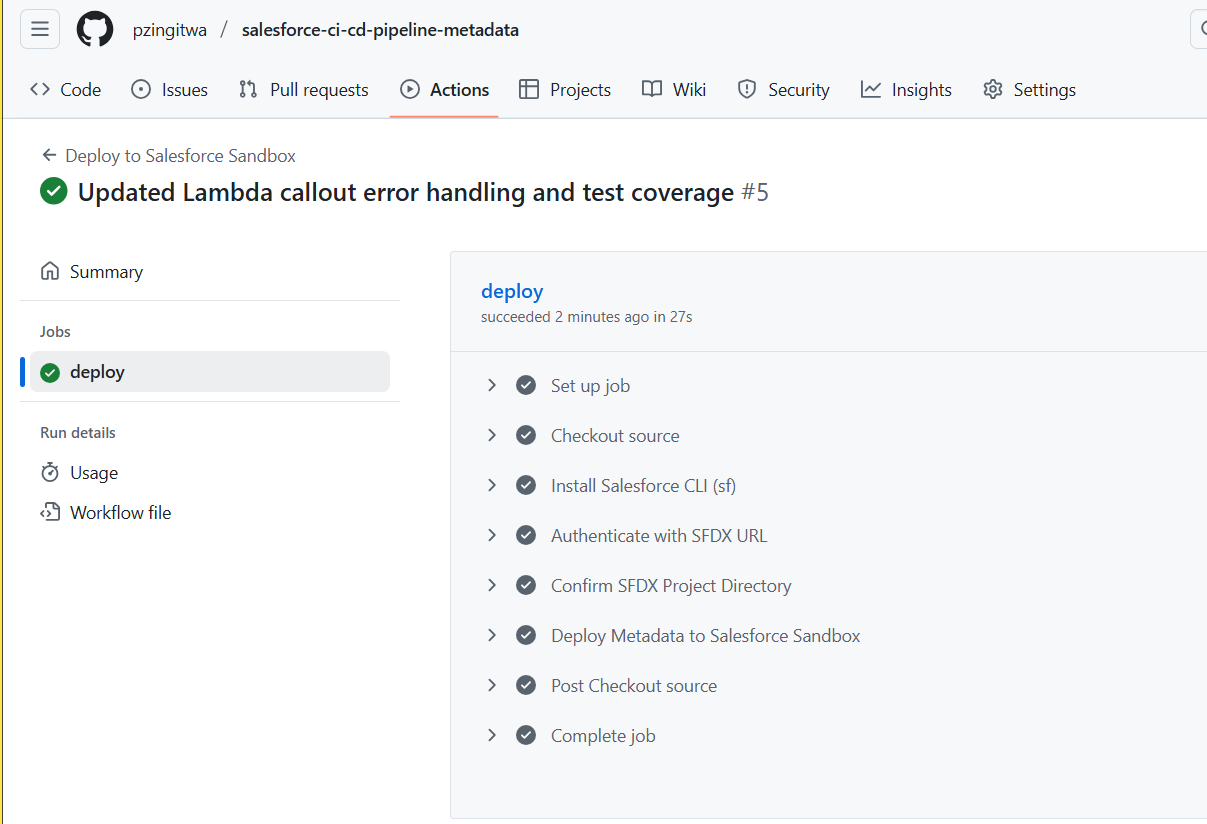 pzingitwa / salesforce-ci-cd-pipeline-metadata
Code Issues Pull requests Actions Projects Wiki Security Insights Settings
Deploy to Salesforce Sandbox
Updated Lambda callout error handling and test coverage #5
Summary
Jobs
deploy
Run details
Usage
Workflow file
deploy
succeeded 2 minutes ago in 27s
Set up job
Checkout source
Install Salesforce CLI (sf)
Authenticate with SFDX URL
Confirm SFDX Project Directory
Deploy Metadata to Salesforce Sandbox
Post Checkout source
Complete job